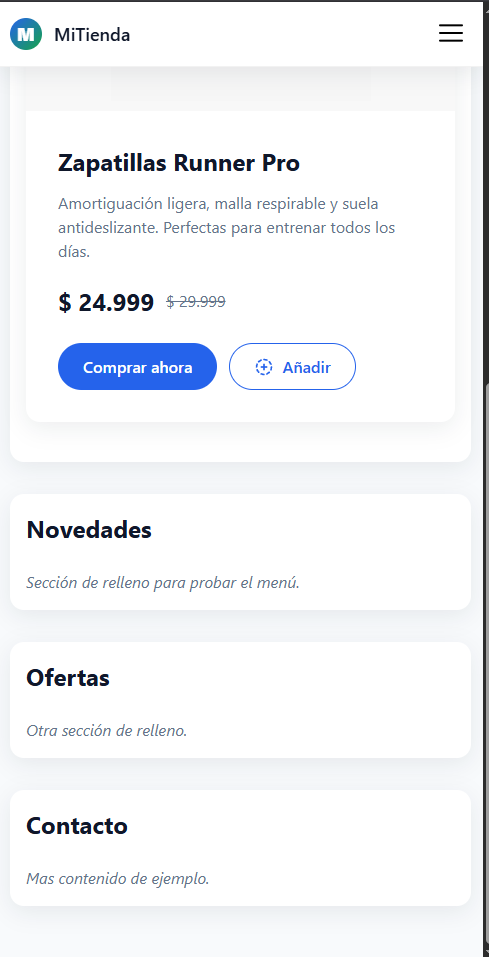 M MiTienda
Zapatillas Runner Pro
Amortiguación ligera, malla respirable y suela
antideslizante. Perfectas para entrenar todos los
días.
$ 24.999 $ 29.999
Comprar ahora Añadir
Novedades
Sección de relleno para probar el menú.
Ofertas
Otra sección de relleno.
Contacto
Mas contenido de ejemplo.